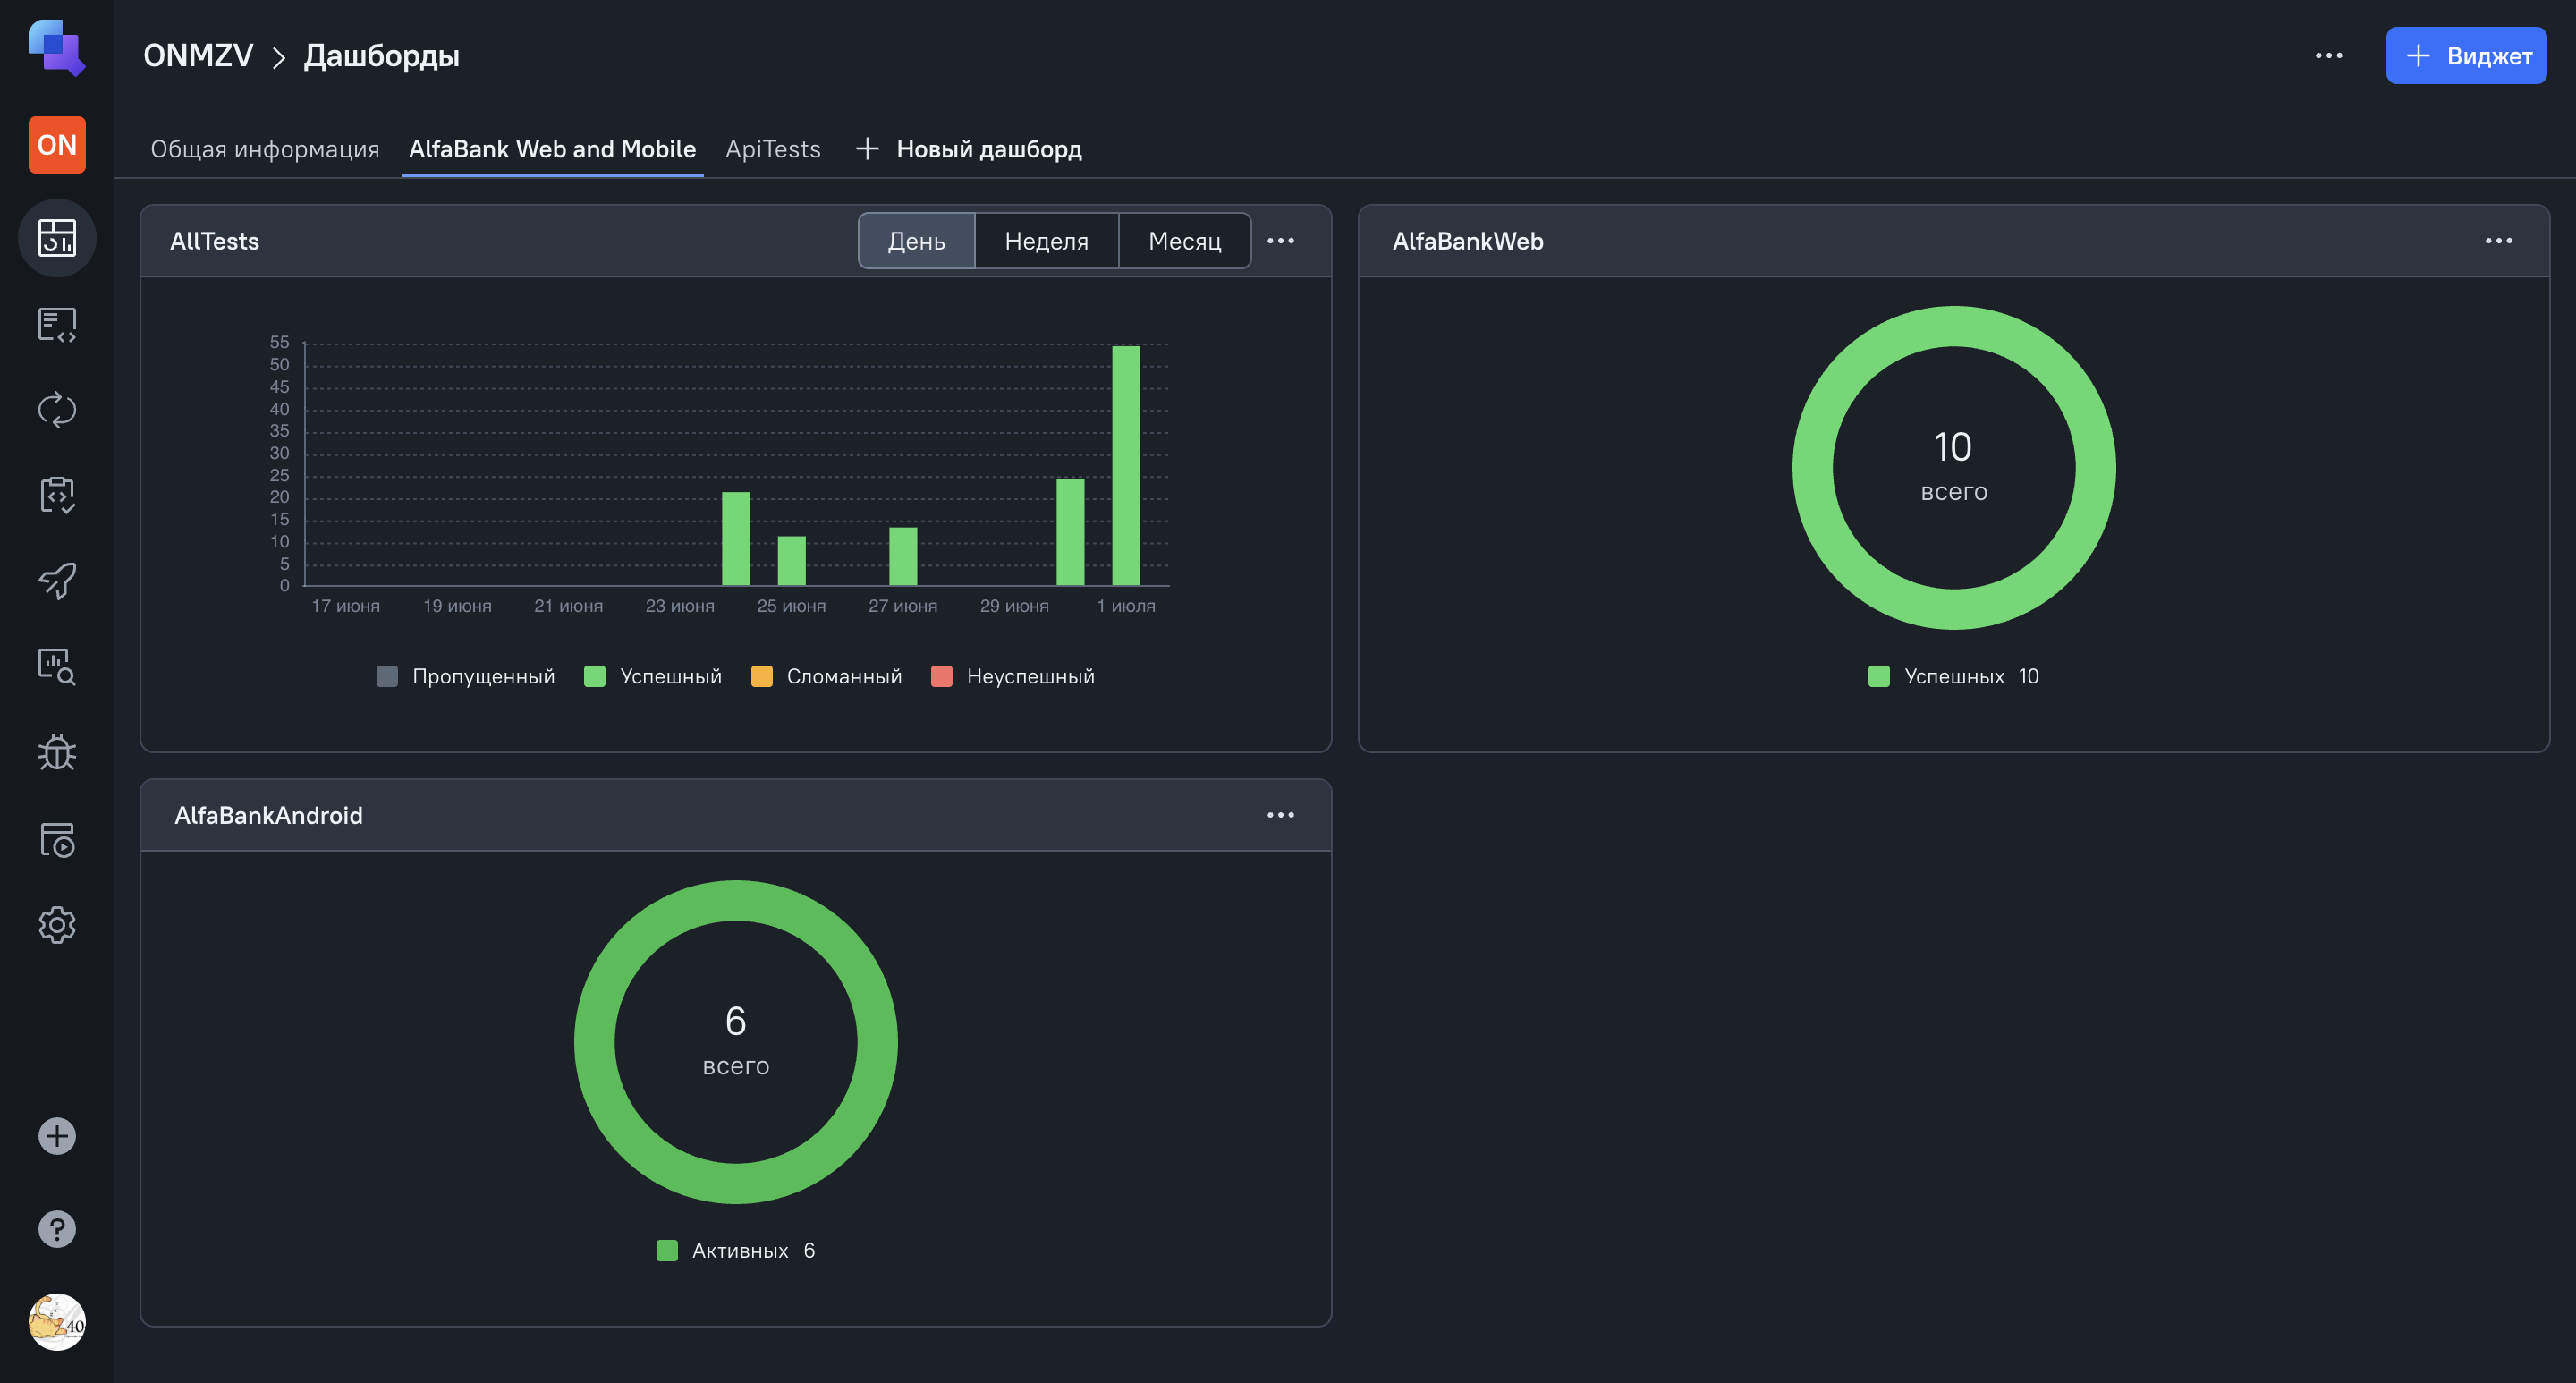 ONMZV > Дашборды
Виджет
ON
Общая информация AlfaBank Web and Mobile ApiTests + Новый дашборд
AllTests
День Неделя Месяц
55
50
45
40
35
30
25
20
15
10
5
0
17 июня 19 июня 21 июня 23 июня 25 июня 27 июня 29 июня 1 июля
Пропущенный Успешный Сломанный Неуспешный
AlfaBankWeb
10
всего
Успешных 10
AlfaBankAndroid
6
всего
Активных 6
?
40